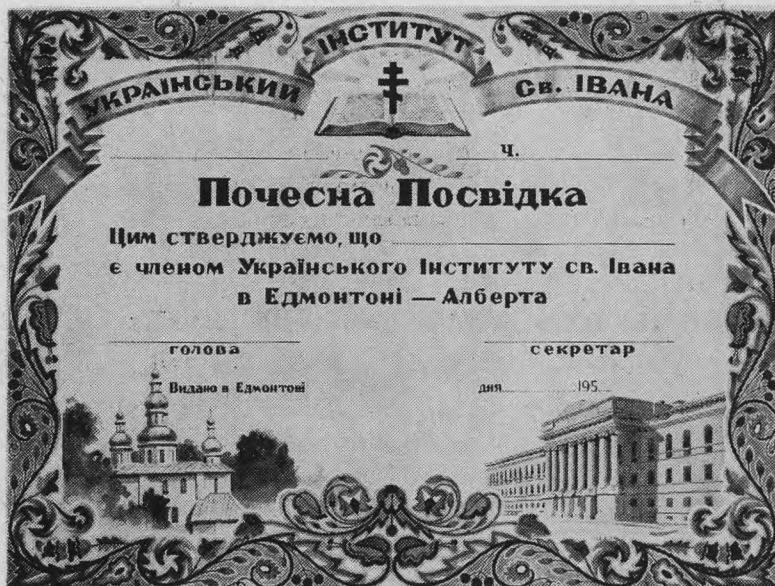 УКРАЇНСЬКИЙ ІНСТИТУТ СВ. ІВАНА
Ч.
Почесна Посвідка
Цим стверджуємо, що
є членом Українського Інституту св. Івана
в Едмонтоні — Алберта
голова секретар
Видано в Едмонтоні дня 195